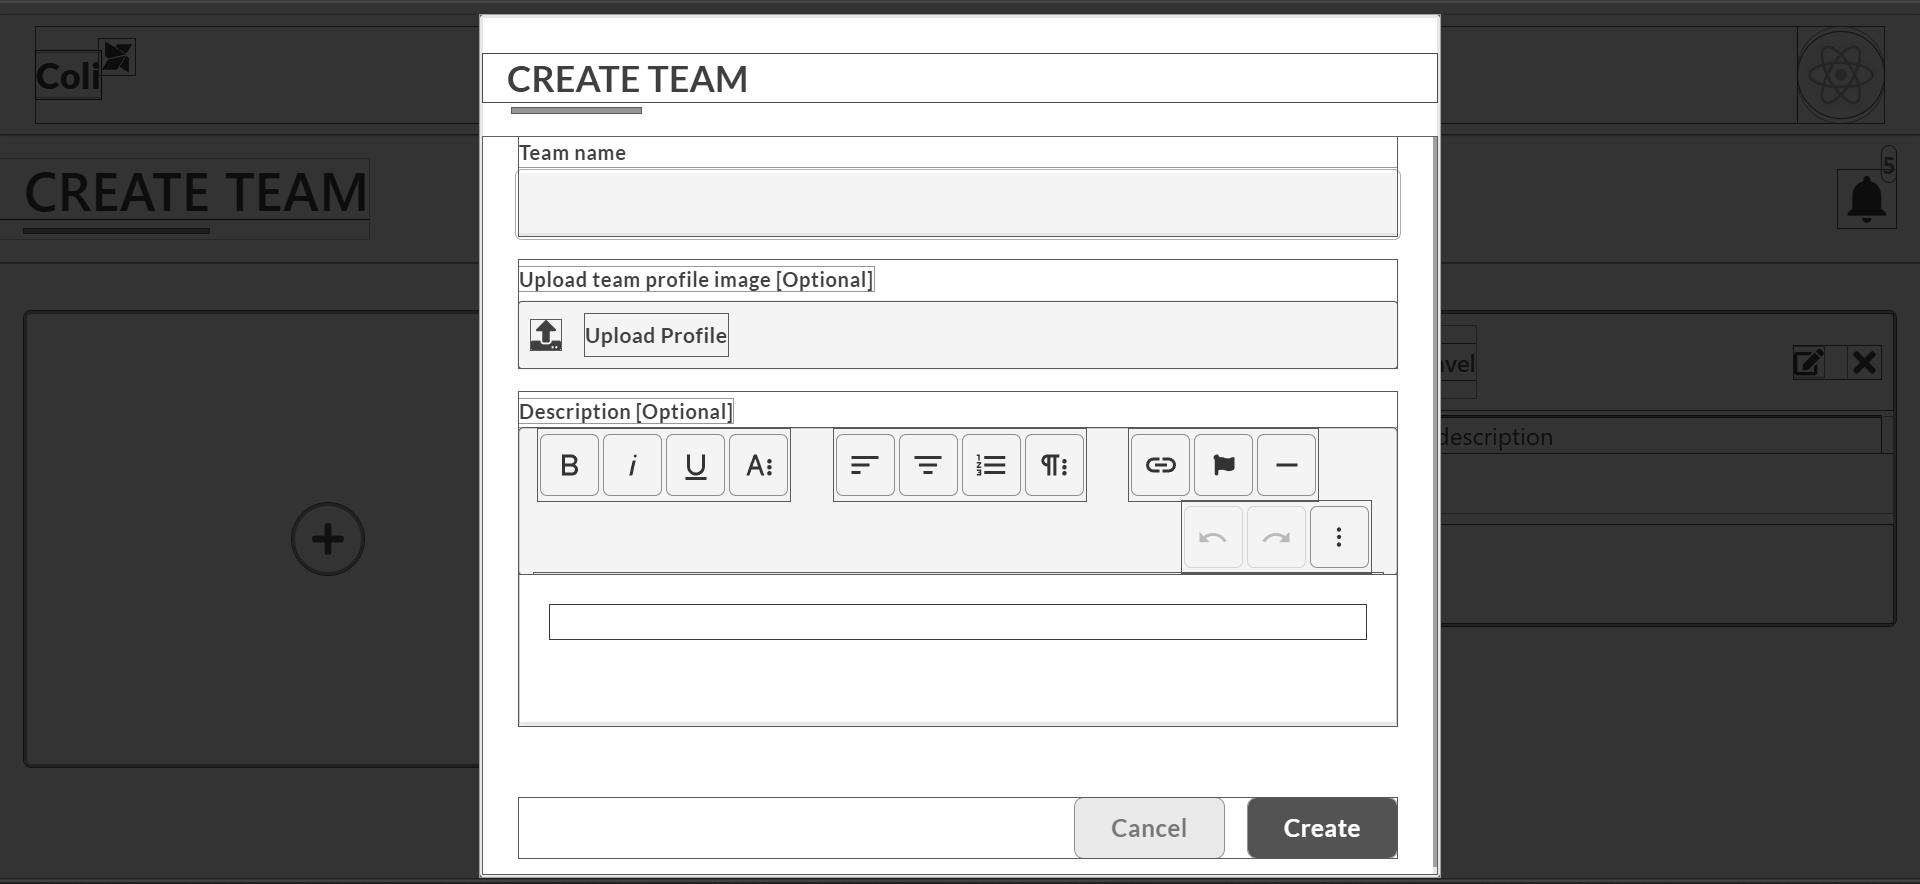 Coli
CREATE TEAM
5
CREATE TEAM
Team name
Upload team profile image [Optional]
Upload Profile
Description [Optional]
B i U A
Cancel
Create
avel
description